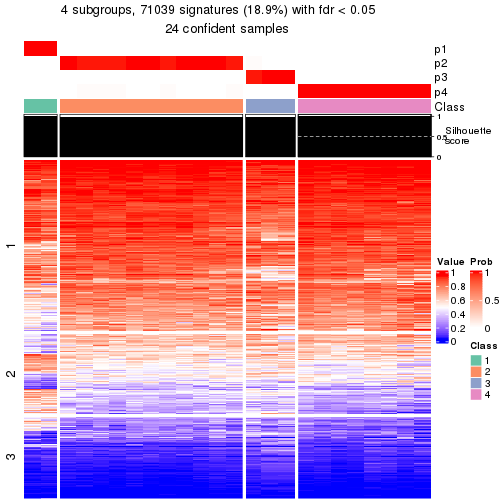 4 subgroups, 71039 signatures (18.9%) with fdr < 0.05
24 confident samples
p1
p2
p3
p4
Class
1
0.5
0
Silhouette
score
1
2
3
Value
1
0.8
0.6
0.4
0.2
0
Prob
1
0.5
0
Class
1
2
3
4